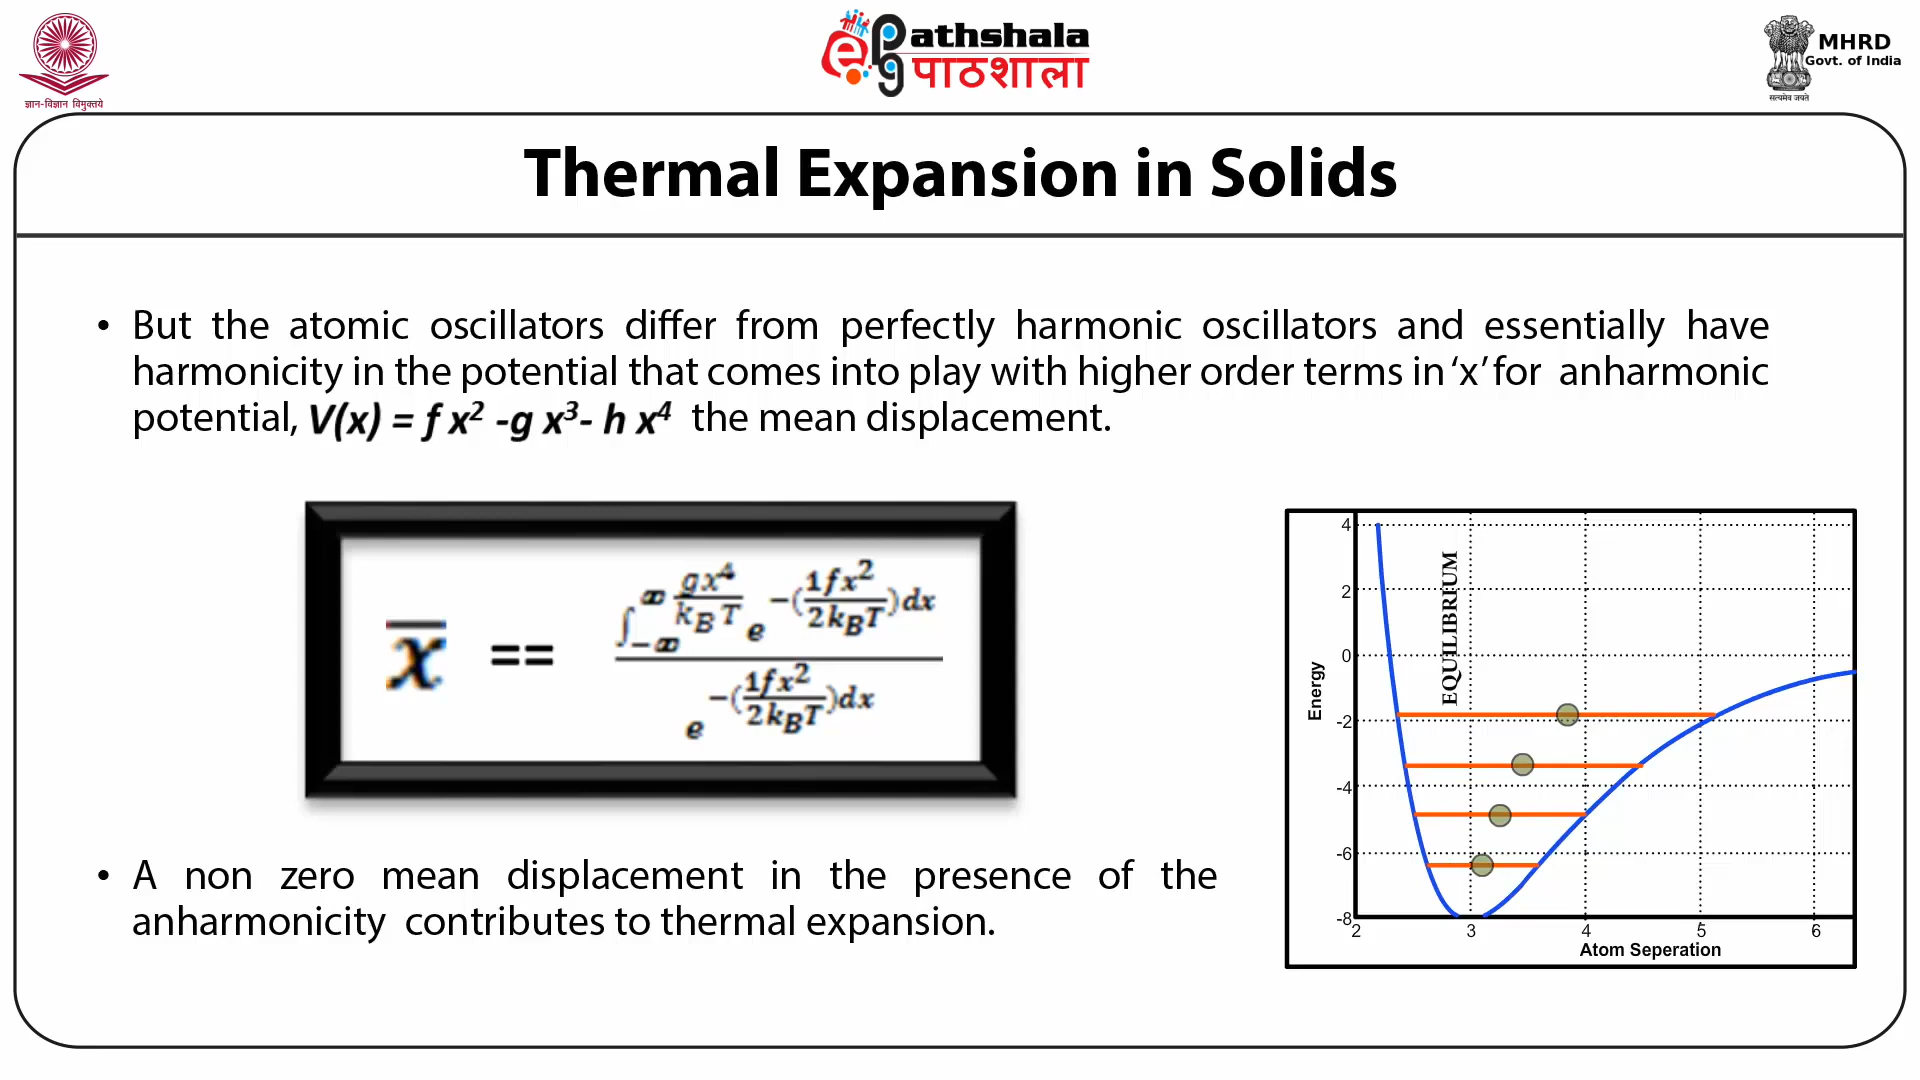 ज्ञान-विज्ञान विमुक्तये
e Pathshala
पाठशाला
MHRD
Govt. of India
सत्यमेव जयते
Thermal Expansion in Solids
• But the atomic oscillators differ from perfectly harmonic oscillators and essentially have
harmonicity in the potential that comes into play with higher order terms in ‘x’ for anharmonic
potential, V(x) = f x² -g x³- h x⁴ the mean displacement.
x̅ == ∫₋∞^∞ gx⁴/(k_B T) e^{-(1fx²/2k_BT)dx} / e^{-(1fx²/2k_BT)dx}
• A non zero mean displacement in the presence of the
anharmonicity contributes to thermal expansion.
EQUILIBRIUM
Energy
4
2
0
-2
-4
-6
-8
2 3 4 5 6
Atom Seperation